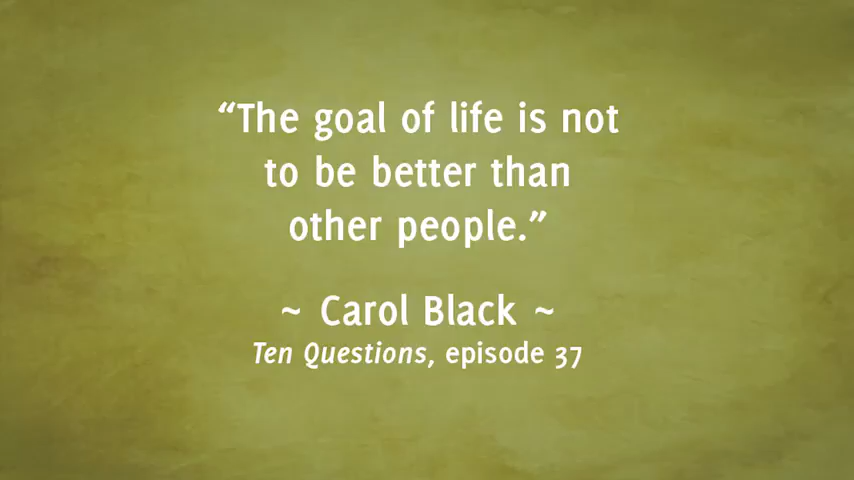 “The goal of life is not
to be better than
other people.”
~ Carol Black ~
Ten Questions, episode 37